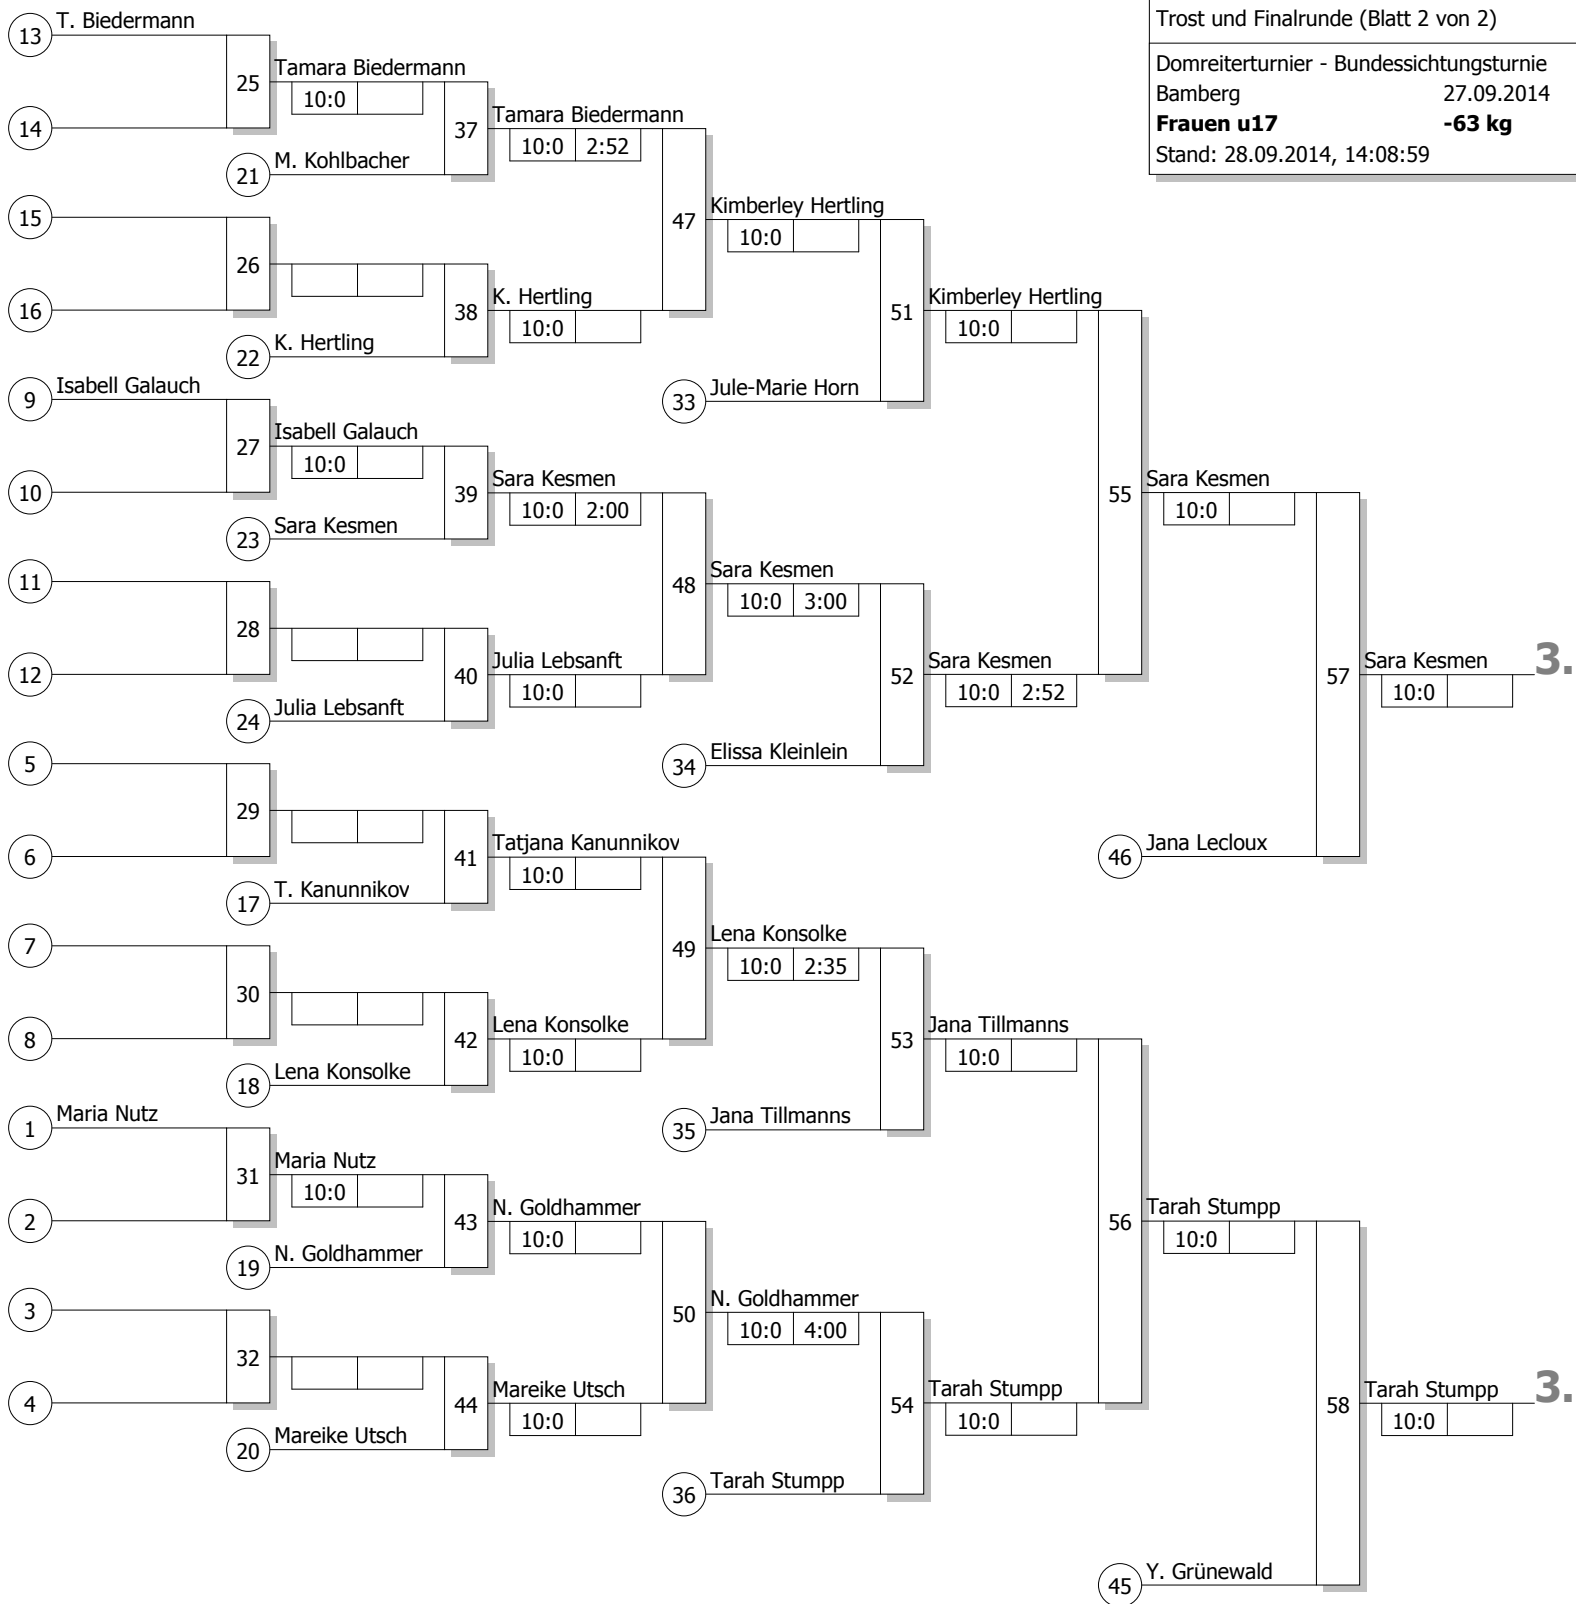 Trost und Finalrunde (Blatt 2 von 2)
Domreiterturnier - Bundessichtungsturnie
Bamberg 27.09.2014
Frauen u17 -63 kg
Stand: 28.09.2014, 14:08:59
13 T. Biedermann
25 Tamara Biedermann
10:0
14
37 Tamara Biedermann
10:0 2:52
21 M. Kohlbacher
15
47 Kimberley Hertling
10:0
26
16
38 K. Hertling
10:0
22 K. Hertling
51 Kimberley Hertling
10:0
9 Isabell Galauch
33 Jule-Marie Horn
27 Isabell Galauch
10:0
10
39 Sara Kesmen
10:0 2:00
55 Sara Kesmen
10:0
23 Sara Kesmen
11
48 Sara Kesmen
10:0 3:00
28
12
40 Julia Lebsanft
10:0
52 Sara Kesmen
10:0 2:52
57 Sara Kesmen 3.
10:0
24 Julia Lebsanft
34 Elissa Kleinlein
5
29
6
41 Tatjana Kanunnikov
10:0
46 Jana Lecloux
17 T. Kanunnikov
7
49 Lena Konsolke
10:0 2:35
30
8
42 Lena Konsolke
10:0
53 Jana Tillmanns
10:0
18 Lena Konsolke
1 Maria Nutz
35 Jana Tillmanns
31 Maria Nutz
10:0
2
43 N. Goldhammer
10:0
56 Tarah Stumpp
10:0
19 N. Goldhammer
3
50 N. Goldhammer
10:0 4:00
32
4
44 Mareike Utsch
10:0
54 Tarah Stumpp
10:0
58 Tarah Stumpp 3.
10:0
20 Mareike Utsch
36 Tarah Stumpp
45 Y. Grünewald